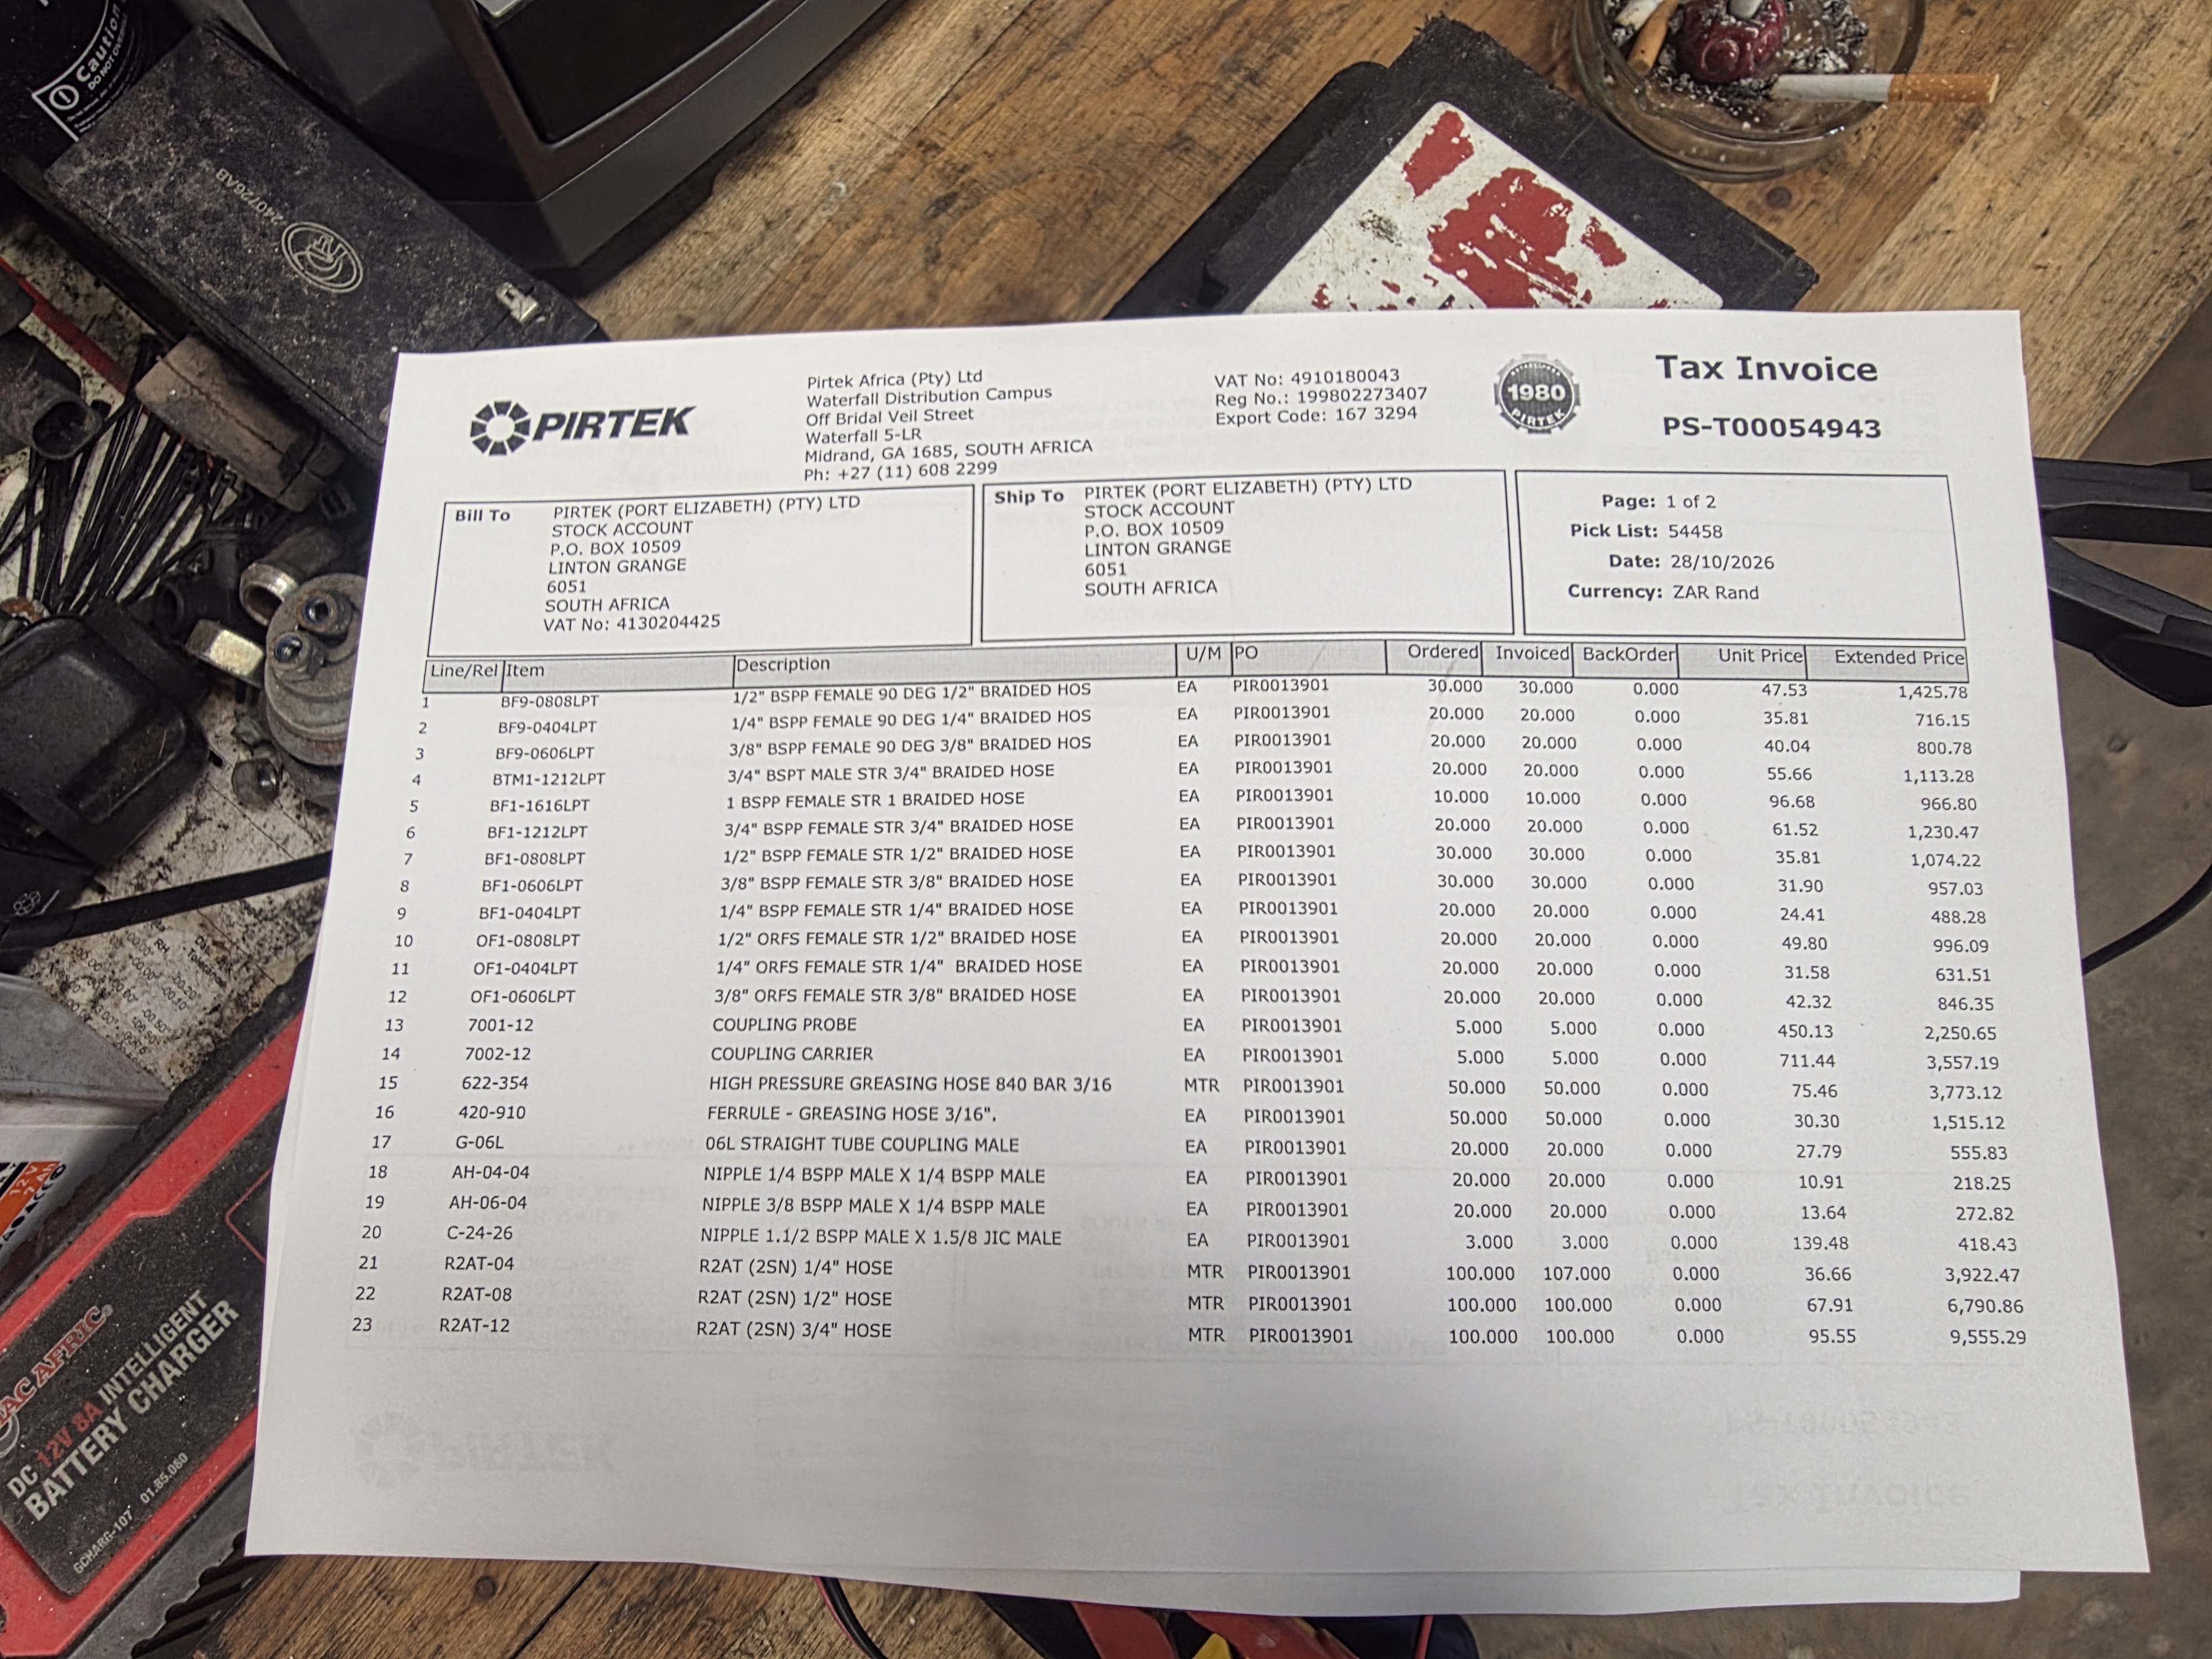 PIRTEK
Pirtek Africa (Pty) Ltd
Waterfall Distribution Campus
Off Bridal Veil Street
Waterfall 5-LR
Midrand, GA 1685, SOUTH AFRICA
Ph: +27 (11) 608 2299
VAT No: 4910180043
Reg No.: 199802273407
Export Code: 167 3294
1980
PIRTEK
Tax Invoice
PS-T00054943
Bill To
PIRTEK (PORT ELIZABETH) (PTY) LTD
STOCK ACCOUNT
P.O. BOX 10509
LINTON GRANGE
6051
SOUTH AFRICA
VAT No: 4130204425
Ship To
PIRTEK (PORT ELIZABETH) (PTY) LTD
STOCK ACCOUNT
P.O. BOX 10509
LINTON GRANGE
6051
SOUTH AFRICA
Page: 1 of 2
Pick List: 54458
Date: 28/10/2026
Currency: ZAR Rand
Line/Rel Item Description U/M PO Ordered Invoiced BackOrder Unit Price Extended Price
1 BF9-0808LPT 1/2" BSPP FEMALE 90 DEG 1/2" BRAIDED HOS EA PIR0013901 30.000 30.000 0.000 47.53 1,425.78
2 BF9-0404LPT 1/4" BSPP FEMALE 90 DEG 1/4" BRAIDED HOS EA PIR0013901 20.000 20.000 0.000 35.81 716.15
3 BF9-0606LPT 3/8" BSPP FEMALE 90 DEG 3/8" BRAIDED HOS EA PIR0013901 20.000 20.000 0.000 40.04 800.78
4 BTM1-1212LPT 3/4" BSPT MALE STR 3/4" BRAIDED HOSE EA PIR0013901 20.000 20.000 0.000 55.66 1,113.28
5 BF1-1616LPT 1 BSPP FEMALE STR 1 BRAIDED HOSE EA PIR0013901 10.000 10.000 0.000 96.68 966.80
6 BF1-1212LPT 3/4" BSPP FEMALE STR 3/4" BRAIDED HOSE EA PIR0013901 20.000 20.000 0.000 61.52 1,230.47
7 BF1-0808LPT 1/2" BSPP FEMALE STR 1/2" BRAIDED HOSE EA PIR0013901 30.000 30.000 0.000 35.81 1,074.22
8 BF1-0606LPT 3/8" BSPP FEMALE STR 3/8" BRAIDED HOSE EA PIR0013901 30.000 30.000 0.000 31.90 957.03
9 BF1-0404LPT 1/4" BSPP FEMALE STR 1/4" BRAIDED HOSE EA PIR0013901 20.000 20.000 0.000 24.41 488.28
10 OF1-0808LPT 1/2" ORFS FEMALE STR 1/2" BRAIDED HOSE EA PIR0013901 20.000 20.000 0.000 49.80 996.09
11 OF1-0404LPT 1/4" ORFS FEMALE STR 1/4" BRAIDED HOSE EA PIR0013901 20.000 20.000 0.000 31.58 631.51
12 OF1-0606LPT 3/8" ORFS FEMALE STR 3/8" BRAIDED HOSE EA PIR0013901 20.000 20.000 0.000 42.32 846.35
13 7001-12 COUPLING PROBE EA PIR0013901 5.000 5.000 0.000 450.13 2,250.65
14 7002-12 COUPLING CARRIER EA PIR0013901 5.000 5.000 0.000 711.44 3,557.19
15 622-354 HIGH PRESSURE GREASING HOSE 840 BAR 3/16 MTR PIR0013901 50.000 50.000 0.000 75.46 3,773.12
16 420-910 FERRULE - GREASING HOSE 3/16". EA PIR0013901 50.000 50.000 0.000 30.30 1,515.12
17 G-06L 06L STRAIGHT TUBE COUPLING MALE EA PIR0013901 20.000 20.000 0.000 27.79 555.83
18 AH-04-04 NIPPLE 1/4 BSPP MALE X 1/4 BSPP MALE EA PIR0013901 20.000 20.000 0.000 10.91 218.25
19 AH-06-04 NIPPLE 3/8 BSPP MALE X 1/4 BSPP MALE EA PIR0013901 20.000 20.000 0.000 13.64 272.82
20 C-24-26 NIPPLE 1.1/2 BSPP MALE X 1.5/8 JIC MALE EA PIR0013901 3.000 3.000 0.000 139.48 418.43
21 R2AT-04 R2AT (2SN) 1/4" HOSE MTR PIR0013901 100.000 107.000 0.000 36.66 3,922.47
22 R2AT-08 R2AT (2SN) 1/2" HOSE MTR PIR0013901 100.000 100.000 0.000 67.91 6,790.86
23 R2AT-12 R2AT (2SN) 3/4" HOSE MTR PIR0013901 100.000 100.000 0.000 95.55 9,555.29
MAC AFRIC
DC 12V 8A INTELLIGENT
BATTERY CHARGER
GCHARG-107
01.85.060
240726AB
Caution